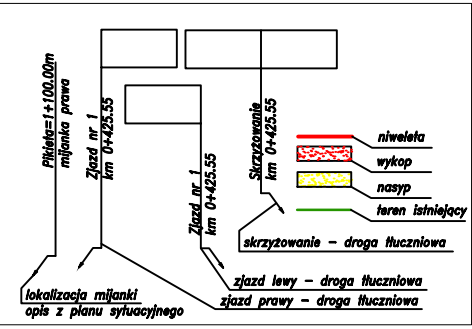 Pikieta=1+100.00m
mijanka prawa
Zjazd nr 1
km 0+425.55
Zjazd nr 1
km 0+425.55
Skrzyżowanie
km 0+425.55
niweleta
wykop
nasyp
teren istniejący
skrzyżowanie – droga tłuczniowa
zjazd lewy – droga tłuczniowa
zjazd prawy – droga tłuczniowa
lokalizacja mijanki
opis z planu sytuacyjnego